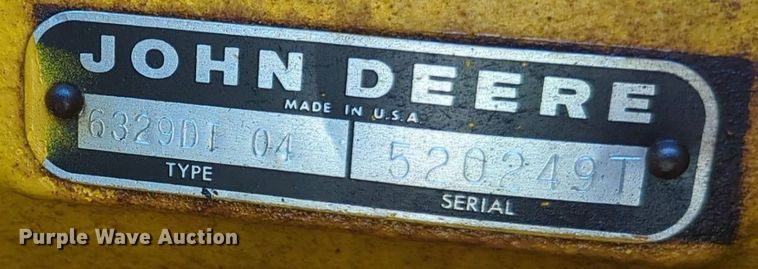 JOHN DEERE
MADE IN U.S.A.
6329DT 04 520249T
TYPE SERIAL
Purple Wave Auction